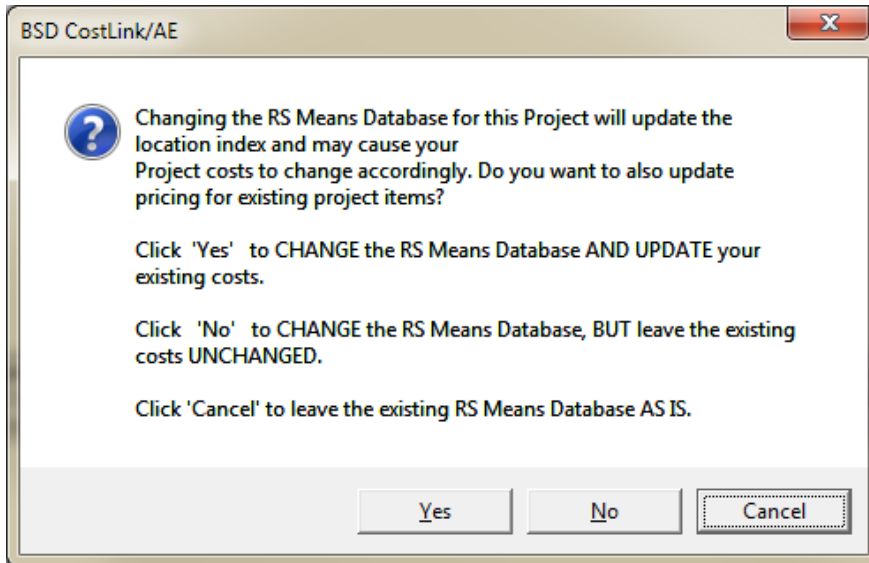 BSD CostLink/AE
Changing the RS Means Database for this Project will update the
location index and may cause your
Project costs to change accordingly. Do you want to also update
pricing for existing project items?
Click 'Yes' to CHANGE the RS Means Database AND UPDATE your
existing costs.
Click 'No' to CHANGE the RS Means Database, BUT leave the existing
costs UNCHANGED.
Click 'Cancel' to leave the existing RS Means Database AS IS.
Yes No Cancel